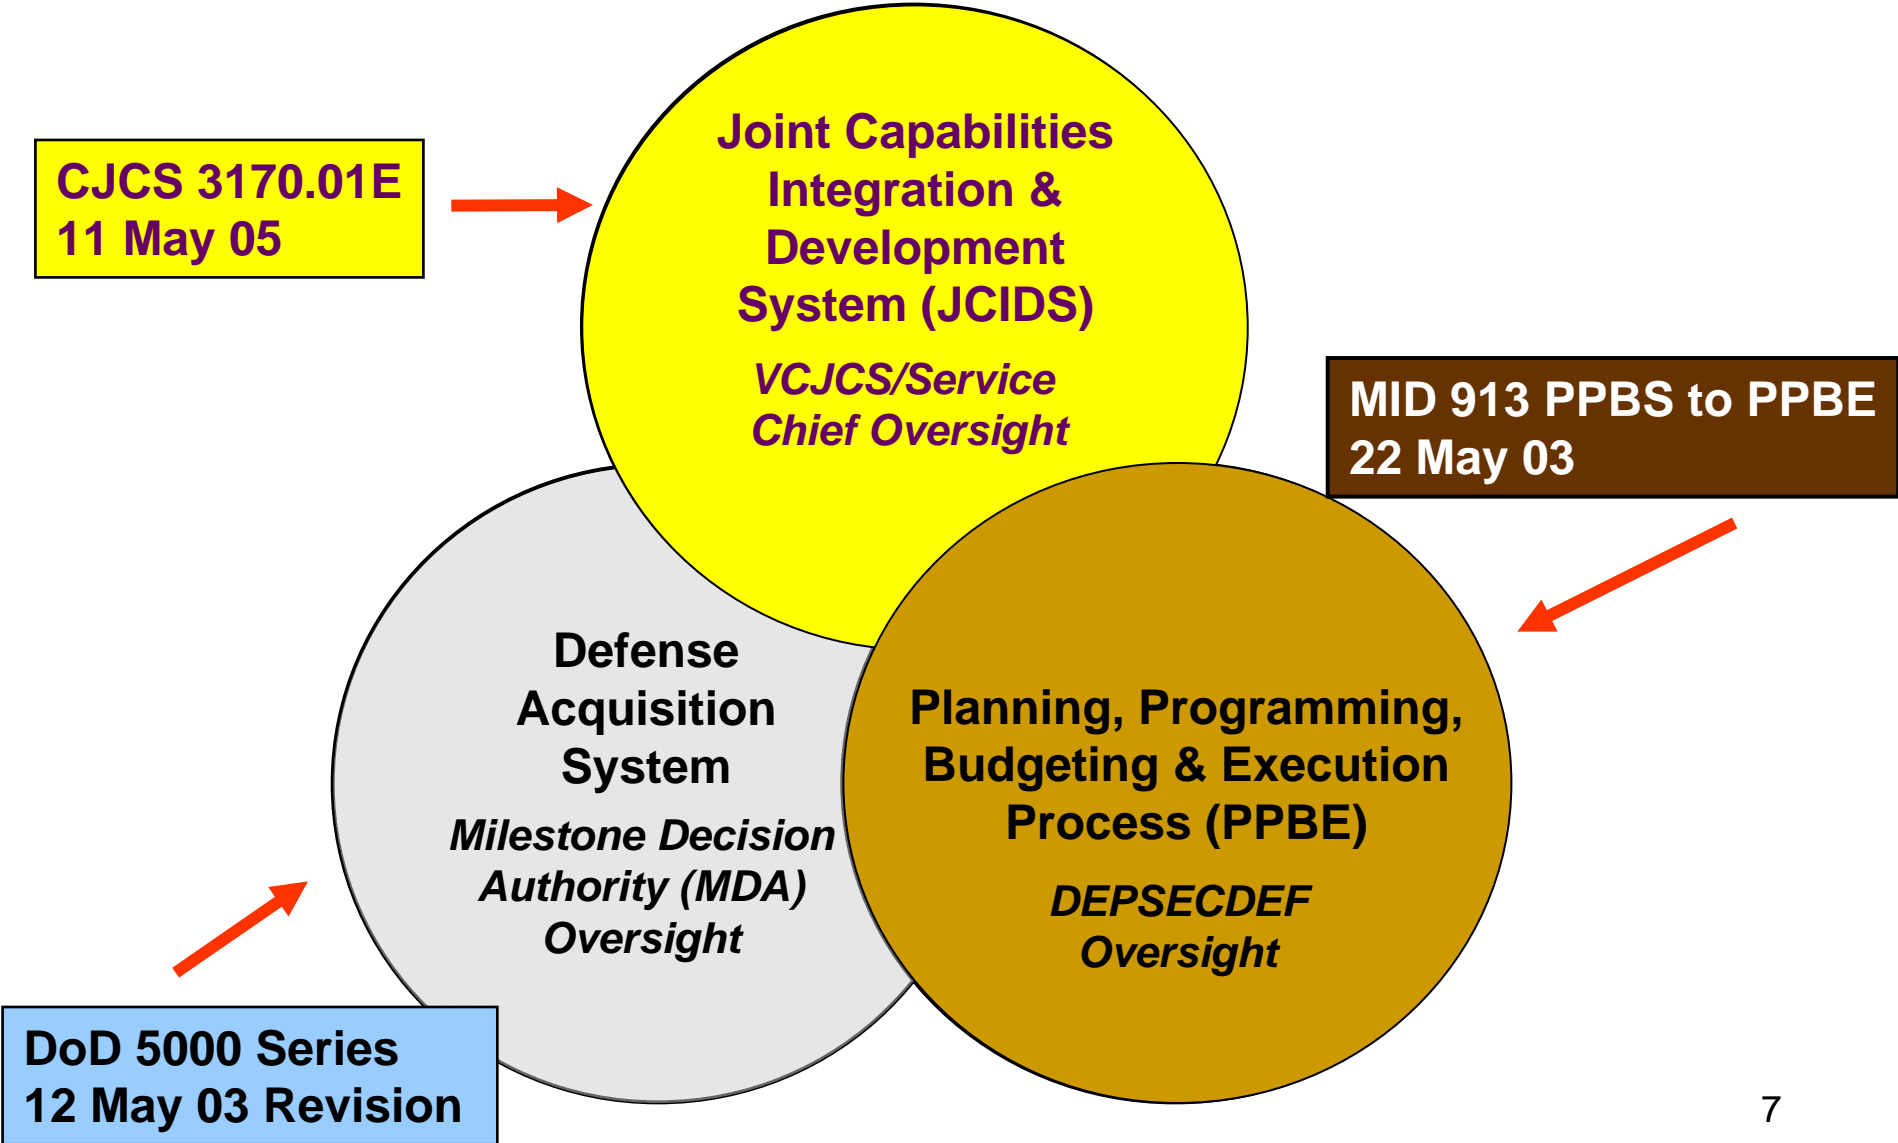 Joint Capabilities
Integration &
Development
System (JCIDS)
VCJCS/Service
Chief Oversight
CJCS 3170.01E
11 May 05
MID 913 PPBS to PPBE
22 May 03
Defense
Acquisition
System
Milestone Decision
Authority (MDA)
Oversight
Planning, Programming,
Budgeting & Execution
Process (PPBE)
DEPSECDEF
Oversight
DoD 5000 Series
12 May 03 Revision
7